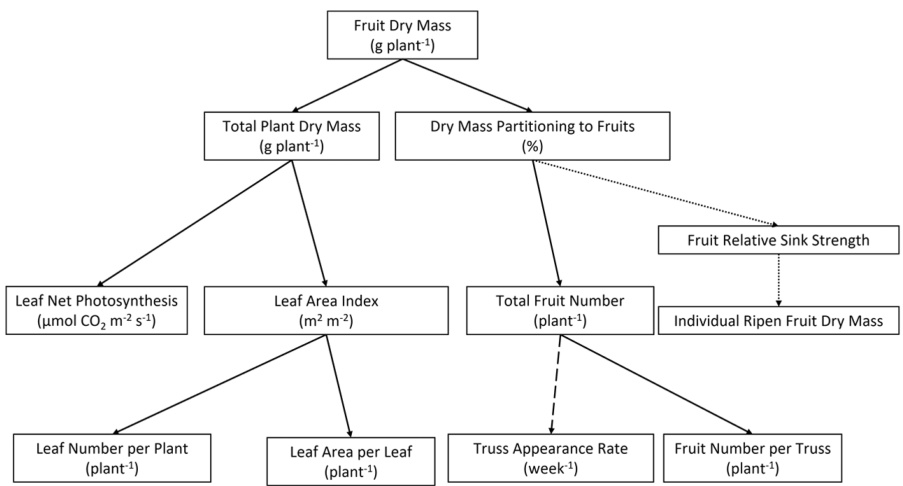 Fruit Dry Mass
(g plant⁻¹)
Total Plant Dry Mass
(g plant⁻¹)
Dry Mass Partitioning to Fruits
(%)
Fruit Relative Sink Strength
Leaf Net Photosynthesis
(μmol CO₂ m⁻² s⁻¹)
Leaf Area Index
(m² m⁻²)
Total Fruit Number
(plant⁻¹)
Individual Ripen Fruit Dry Mass
Leaf Number per Plant
(plant⁻¹)
Leaf Area per Leaf
(plant⁻¹)
Truss Appearance Rate
(week⁻¹)
Fruit Number per Truss
(plant⁻¹)